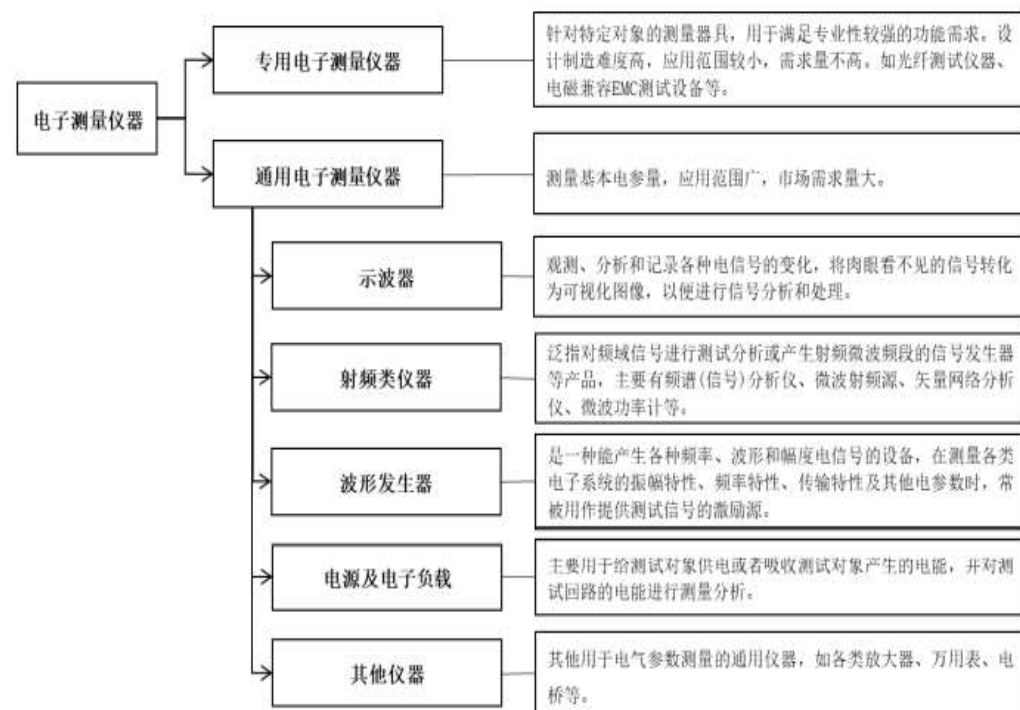 电子测量仪器
专用电子测量仪器
针对特定对象的测量器具，用于满足专业性较强的功能需求。设
计制造难度高，应用范围较小，需求量不高。如光纤测试仪器、
电磁兼容EMC测试设备等。
通用电子测量仪器
测量基本电参量，应用范围广，市场需求量大。
示波器
观测、分析和记录各种电信号的变化，将肉眼看不见的信号转化
为可视化图像，以便进行信号分析和处理。
射频类仪器
泛指对频域信号进行测试分析或产生射频微波频段的信号发生器
等产品，主要有频谱(信号)分析仪、微波射频源、矢量网络分析
仪、微波功率计等。
波形发生器
是一种能产生各种频率、波形和幅度电信号的设备，在测量各类
电子系统的振幅特性、频率特性、传输特性及其他电参数时，常
被用作提供测试信号的激励源。
电源及电子负载
主要用于给测试对象供电或者吸收测试对象产生的电能，并对测
试回路的电能进行测量分析。
其他仪器
其他用于电气参数测量的通用仪器，如各类放大器、万用表、电
桥等。